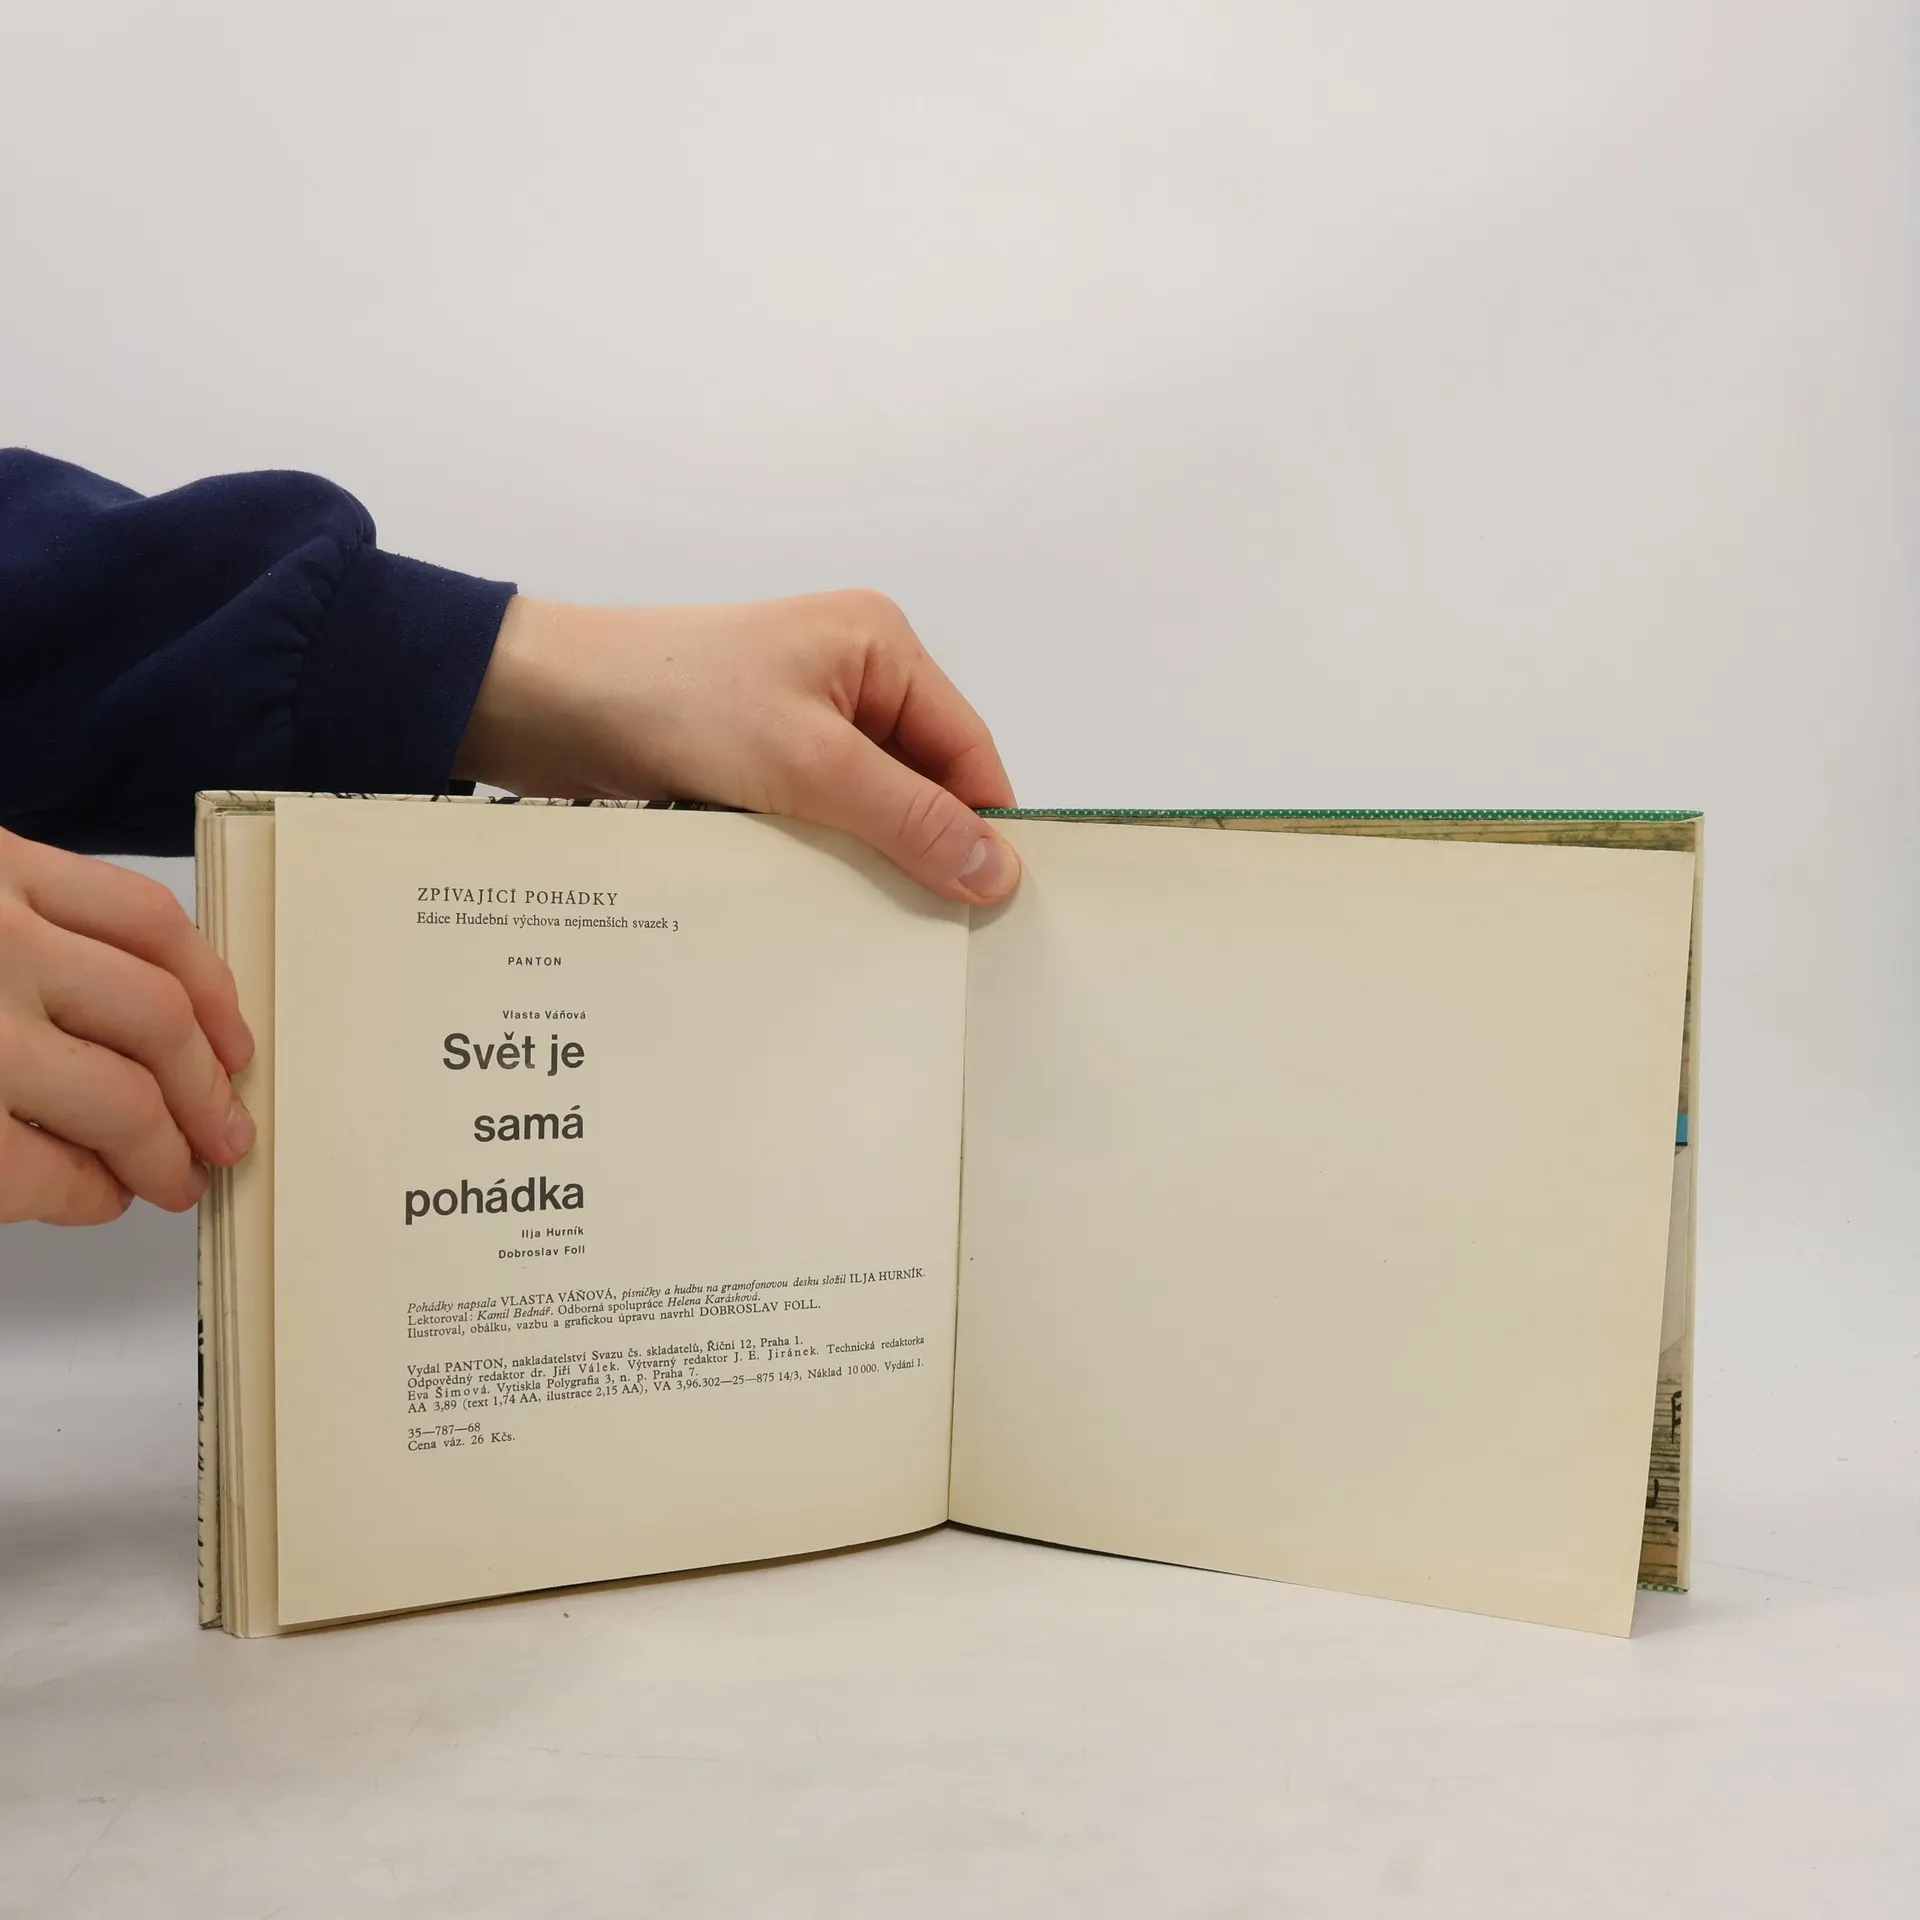 ZPÍVAJÍCÍ POHÁDKY
Edice Hudební výchova nejmenších svazek 3
PANTON
Vlasta Váňová
Svět je
samá
pohádka
Ilja Hurník
Dobroslav Foll
Pohádky napsala VLASTA VÁŇOVÁ, písničky a hudbu na gramofonovou desku složil ILJA HURNÍK.
Lektoroval: Kamil Bednář. Odborná spolupráce Helena Karásková.
Ilustroval, obálku, vazbu a grafickou úpravu navrhl DOBROSLAV FOLL.
Vydal PANTON, nakladatelství Svazu čs. skladatelů, Říční 12, Praha 1.
Odpovědný redaktor dr. Jiří Válek. Výtvarný redaktor J. E. Jiránek. Technická redaktorka
Eva Šímová. Vytiskla Polygrafia 3, n. p. Praha 7.
AA 3,89 (text 1,74 AA, ilustrace 2,15 AA), VA 3,96.302—25—875 14/3, Náklad 10 000. Vydání 1.
35—787—68
Cena váz. 26 Kčs.